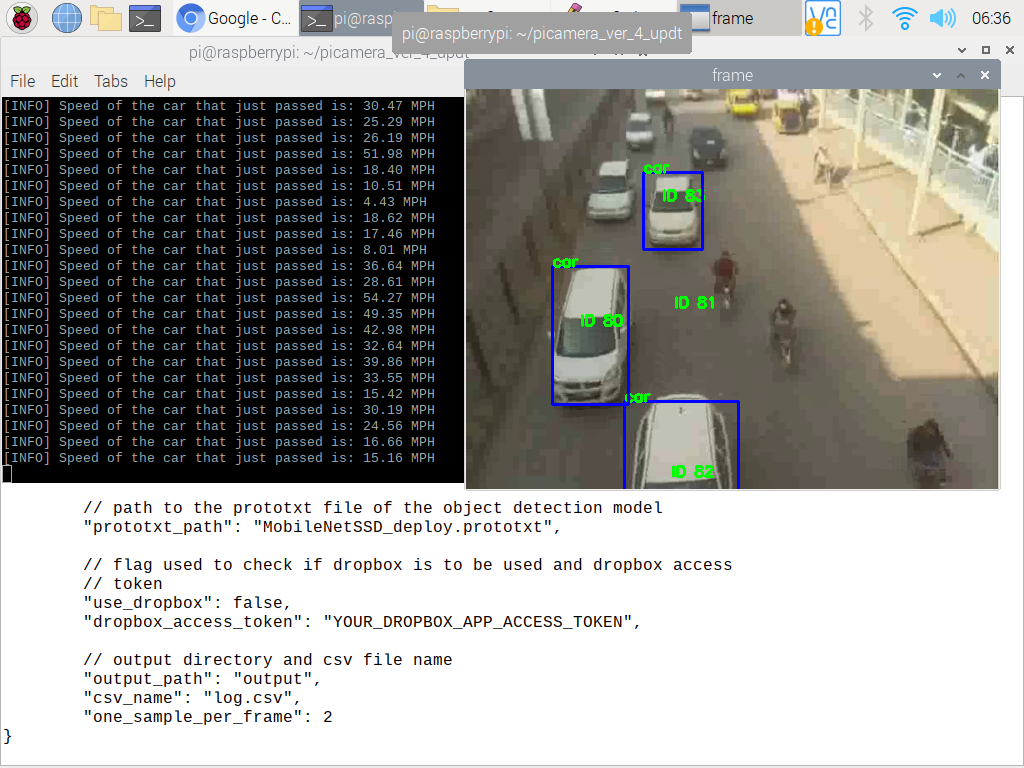 Google - C...
pi@rasp
frame
06:36
pi@raspberrypi: ~/picamera_ver_4_updt
pi@raspberrypi: ~/picamera_ver_4_updt
File Edit Tabs Help
frame
[INFO] Speed of the car that just passed is: 30.47 MPH
[INFO] Speed of the car that just passed is: 25.29 MPH
[INFO] Speed of the car that just passed is: 26.19 MPH
[INFO] Speed of the car that just passed is: 51.98 MPH
[INFO] Speed of the car that just passed is: 18.40 MPH
[INFO] Speed of the car that just passed is: 10.51 MPH
[INFO] Speed of the car that just passed is: 4.43 MPH
[INFO] Speed of the car that just passed is: 18.62 MPH
[INFO] Speed of the car that just passed is: 17.46 MPH
[INFO] Speed of the car that just passed is: 8.01 MPH
[INFO] Speed of the car that just passed is: 36.64 MPH
[INFO] Speed of the car that just passed is: 28.61 MPH
[INFO] Speed of the car that just passed is: 54.27 MPH
[INFO] Speed of the car that just passed is: 49.35 MPH
[INFO] Speed of the car that just passed is: 42.98 MPH
[INFO] Speed of the car that just passed is: 32.64 MPH
[INFO] Speed of the car that just passed is: 39.86 MPH
[INFO] Speed of the car that just passed is: 33.55 MPH
[INFO] Speed of the car that just passed is: 15.42 MPH
[INFO] Speed of the car that just passed is: 30.19 MPH
[INFO] Speed of the car that just passed is: 24.56 MPH
[INFO] Speed of the car that just passed is: 16.66 MPH
[INFO] Speed of the car that just passed is: 15.16 MPH
car
ID 83
car
ID 81
ID 80
car
ID 82
// path to the prototxt file of the object detection model
"prototxt_path": "MobileNetSSD_deploy.prototxt",
// flag used to check if dropbox is to be used and dropbox access
// token
"use_dropbox": false,
"dropbox_access_token": "YOUR_DROPBOX_APP_ACCESS_TOKEN",
// output directory and csv file name
"output_path": "output",
"csv_name": "log.csv",
"one_sample_per_frame": 2
}